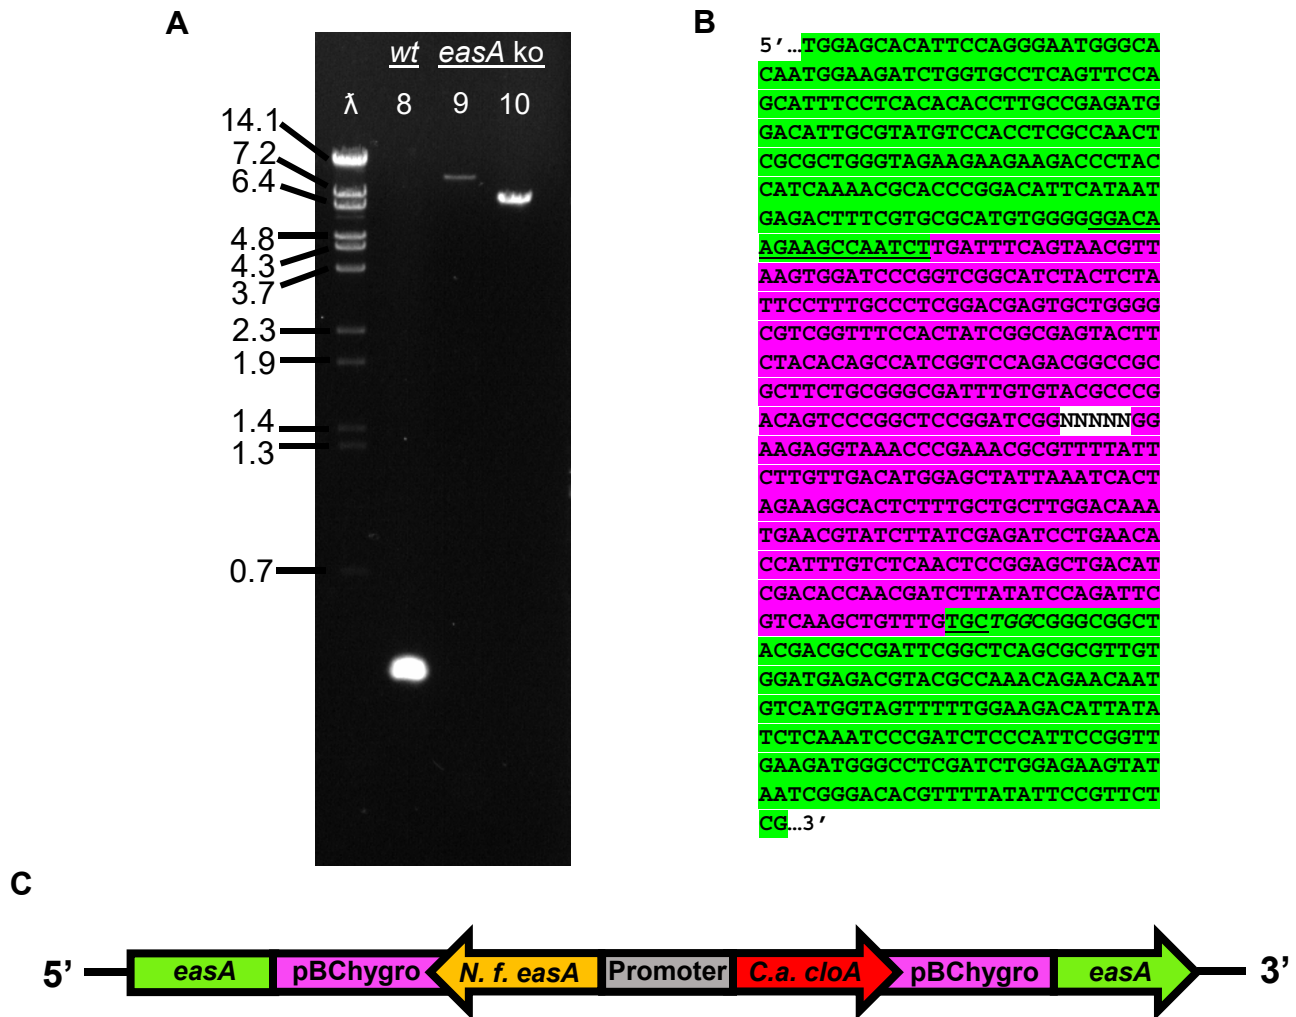 A
wt easA ko
λ 8 9 10
14.1
7.2
6.4
4.8
4.3
3.7
2.3
1.9
1.4
1.3
0.7
B
5’…TGGAGCACATTCCAGGGAATGGGCA
CAATGGAAGATCTGGTGCCTCAGTTCCA
GCATTTCCTCACACACCTTGCCGAGATG
GACATTGCGTATGTCCACCTCGCCAACT
CGCGCTGGGTAGAAGAAGAAGACCCTAC
CATCAAAACGCACCCGGACATTCATAAT
GAGACTTTCGTGCGCATGTGGGGGGACA
AGAAGCCAATCTTGATTTCAGTAACGTT
AAGTGGATCCCGGTCGGCATCTACTCTA
TTCCTTTGCCCTCGGACGAGTGCTGGGG
CGTCGGTTTCCACTATCGGCGAGTACTT
CTACACAGCCATCGGTCCAGACGGCCGC
GCTTCTGCGGGCGATTTGTGTACGCCCG
ACAGTCCCGGCTCCGGATCGGNNNNNGG
AAGAGGTAAACCCGAAACGCGTTTTATT
CTTGTTGACATGGAGCTATTAAATCACT
AGAAGGCACTCTTTGCTGCTTGGACAAA
TGAACGTATCTTATCGAGATCCTGAACA
CCATTTGTCTCAACTCCGGAGCTGACAT
CGACACCAACGATCTTATATCCAGATTC
GTCAAGCTGTTTGTGCTGGCGGGCGGCT
ACGACGCCGATTCGGCTCAGCGCGTTGT
GGATGAGACGTACGCCAAACAGAACAAT
GTCATGGTAGTTTTTGGAAGACATTATA
TCTCAAATCCCGATCTCCCATTCCGGTT
GAAGATGGGCCTCGATCTGGAGAAGTAT
AATCGGGACACGTTTTATATTCCGTTCT
CG…3’
C
5’ easA pBChygro N. f. easA Promoter C.a. cloA pBChygro easA 3’